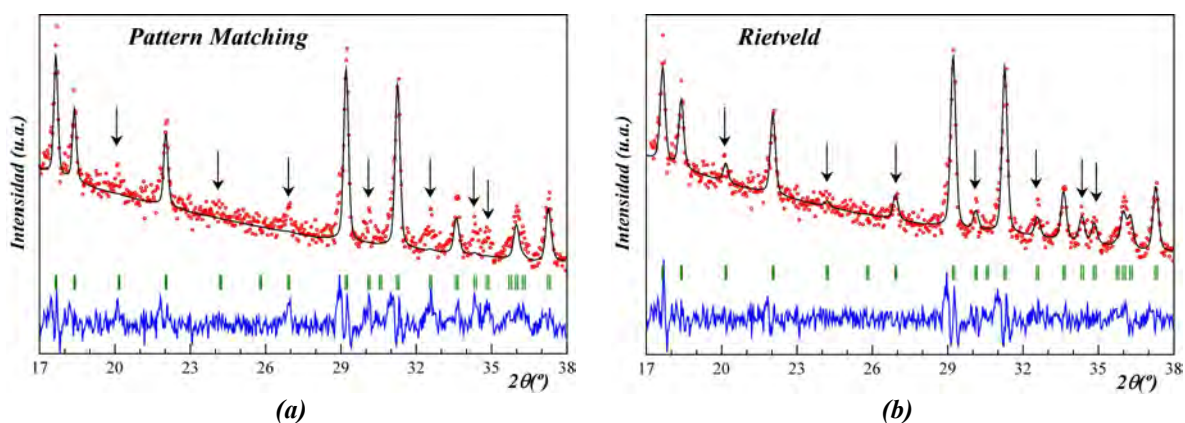 Pattern Matching
Intensidad (u.a.)
17 20 23 26 29 32 35 38
2θ(º)
(a)
Rietveld
Intensidad (u.a.)
17 20 23 26 29 32 35 38
2θ(º)
(b)